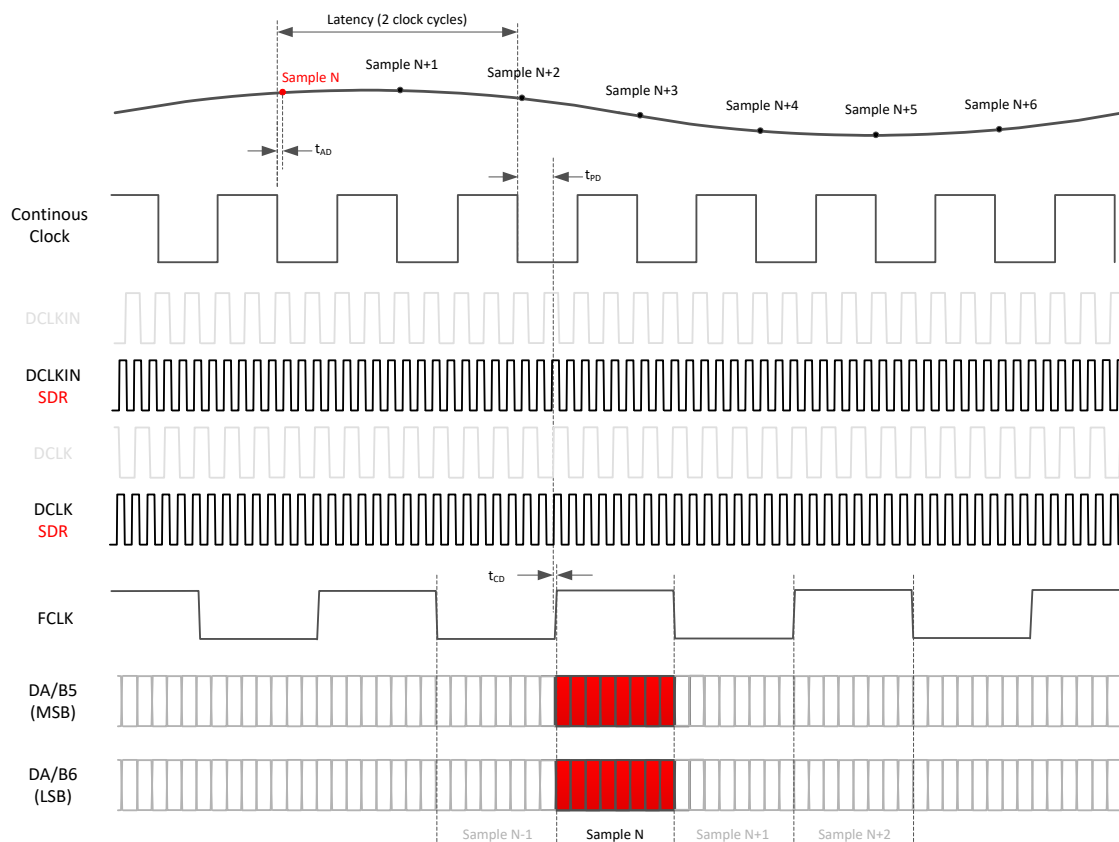 Latency (2 clock cycles)
Sample N
Sample N+1
Sample N+2
Sample N+3
Sample N+4
Sample N+5
Sample N+6
tAD
tPD
Continous
Clock
DCLKIN
DCLKIN
SDR
DCLK
DCLK
SDR
tCD
FCLK
DA/B5
(MSB)
DA/B6
(LSB)
Sample N-1
Sample N
Sample N+1
Sample N+2